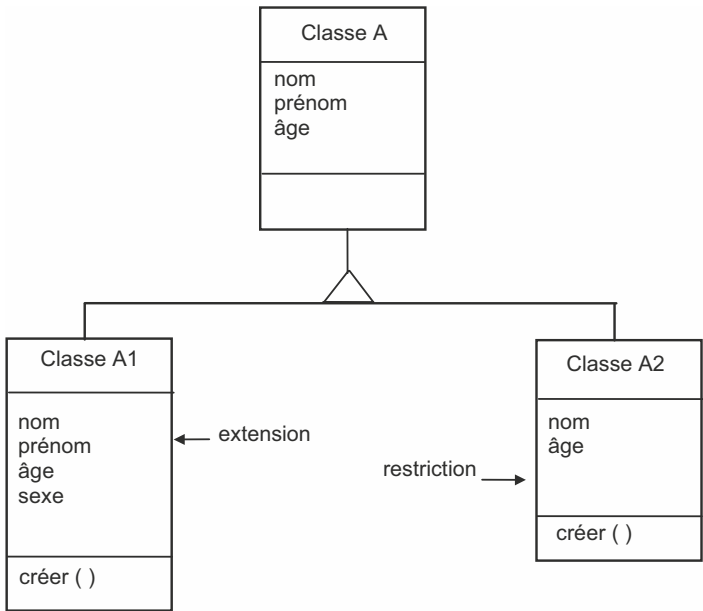 Classe A
nom
prénom
âge
Classe A1
nom
prénom
âge
sexe
créer ( )
extension
restriction
Classe A2
nom
âge
créer ( )